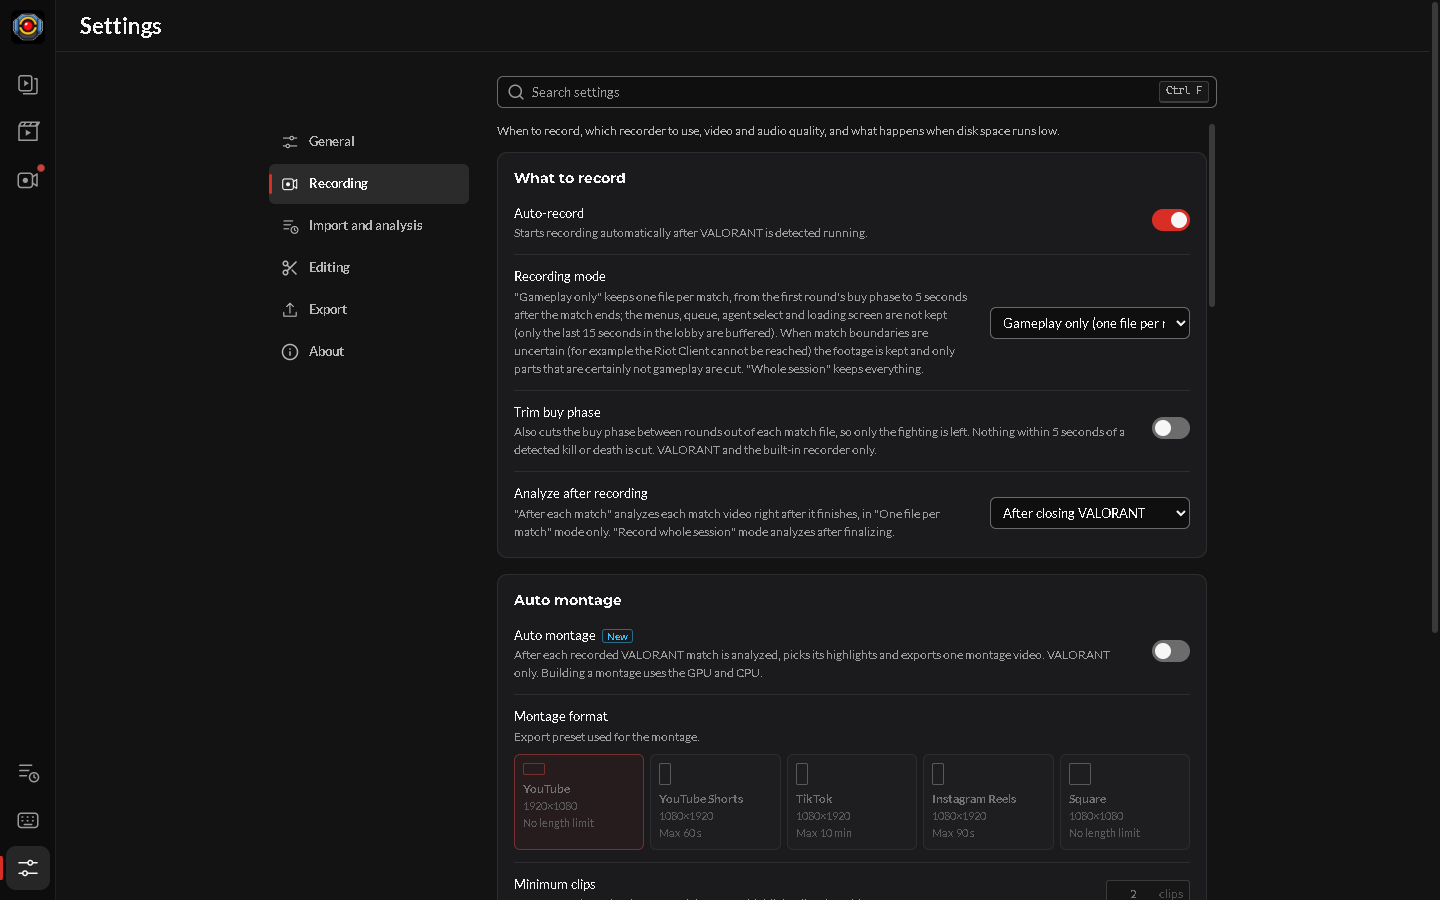 Settings
Search settings
Ctrl F
General
Recording
Import and analysis
Editing
Export
About
When to record, which recorder to use, video and audio quality, and what happens when disk space runs low.
What to record
Auto-record
Starts recording automatically after VALORANT is detected running.
Recording mode
"Gameplay only" keeps one file per match, from the first round's buy phase to 5 seconds
after the match ends; the menus, queue, agent select and loading screen are not kept
(only the last 15 seconds in the lobby are buffered). When match boundaries are
uncertain (for example the Riot Client cannot be reached) the footage is kept and only
parts that are certainly not gameplay are cut. "Whole session" keeps everything.
Gameplay only (one file per r
Trim buy phase
Also cuts the buy phase between rounds out of each match file, so only the fighting is left. Nothing within 5 seconds of a
detected kill or death is cut. VALORANT and the built-in recorder only.
Analyze after recording
"After each match" analyzes each match video right after it finishes, in "One file per
match" mode only. "Record whole session" mode analyzes after finalizing.
After closing VALORANT
Auto montage
Auto montage New
After each recorded VALORANT match is analyzed, picks its highlights and exports one montage video. VALORANT
only. Building a montage uses the GPU and CPU.
Montage format
Export preset used for the montage.
YouTube
1920×1080
No length limit
YouTube Shorts
1080×1920
Max 60 s
TikTok
1080×1920
Max 10 min
Instagram Reels
1080×1920
Max 90 s
Square
1080×1080
No length limit
Minimum clips
2 clips